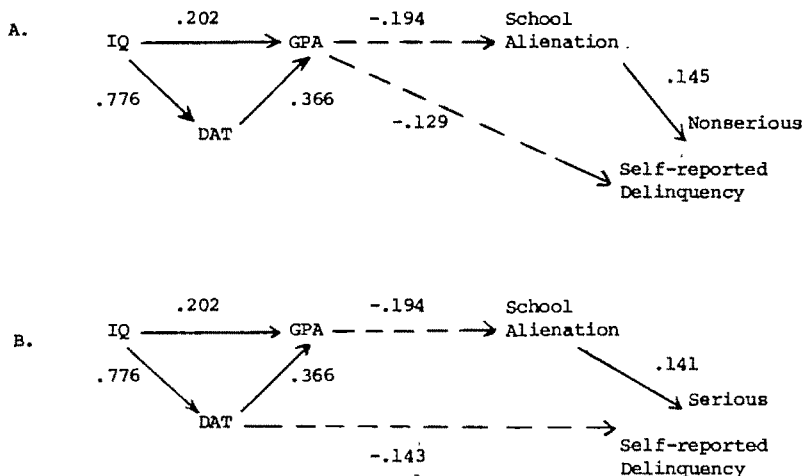 A.
.202
-.194
School
IQ
GPA
Alienation
.776
.366
.145
DAT
-.129
Nonserious
Self-reported
Delinquency
B.
.202
-.194
School
IQ
GPA
Alienation
.776
.366
.141
DAT
Serious
-.143
Self-reported
Delinquency